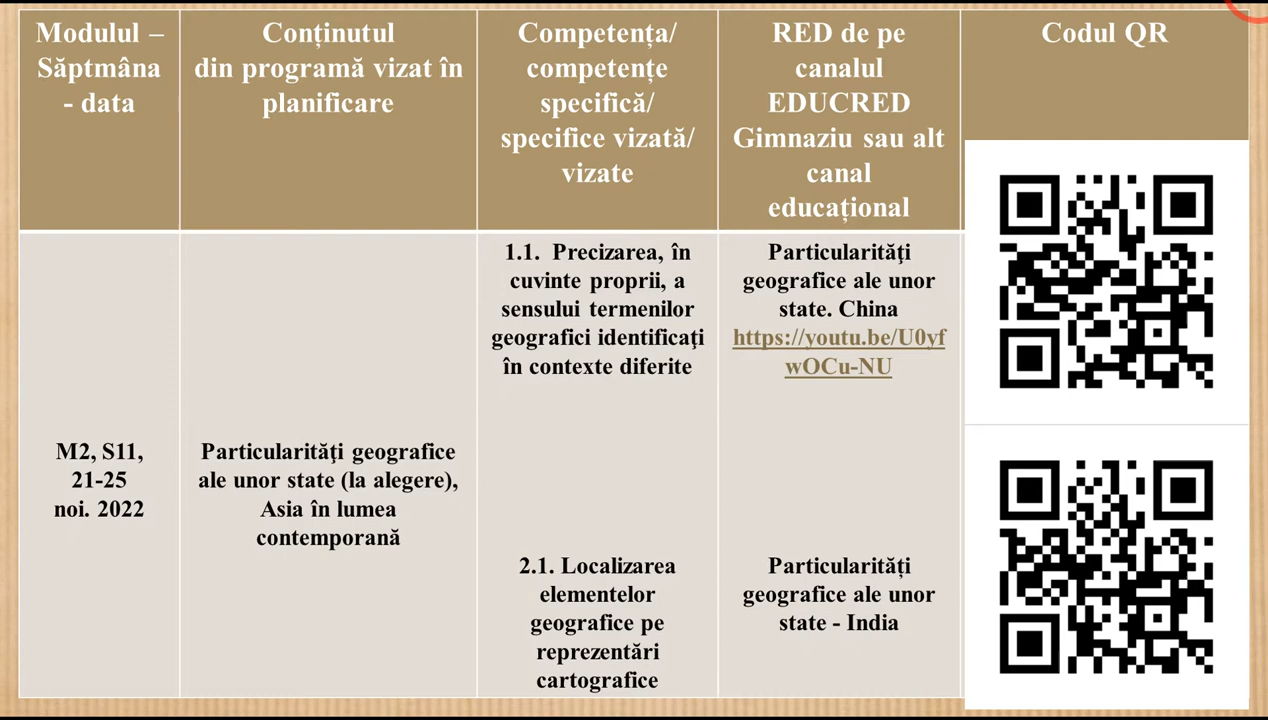 Modulul –
Săptmâna
- data
Conținutul
din programă vizat în
planificare
Competența/
competențe
specifică/
specifice vizată/
vizate
RED de pe
canalul
EDUCRED
Gimnaziu sau alt
canal
educațional
Codul QR
M2, S11,
21-25
noi. 2022
Particularităţi geografice
ale unor state (la alegere),
Asia în lumea
contemporană
1.1. Precizarea, în
cuvinte proprii, a
sensului termenilor
geografici identificaţi
în contexte diferite
2.1. Localizarea
elementelor
geografice pe
reprezentări
cartografice
Particularităţi
geografice ale unor
state. China
https://youtu.be/U0yf
wOCu-NU
Particularități
geografice ale unor
state - India